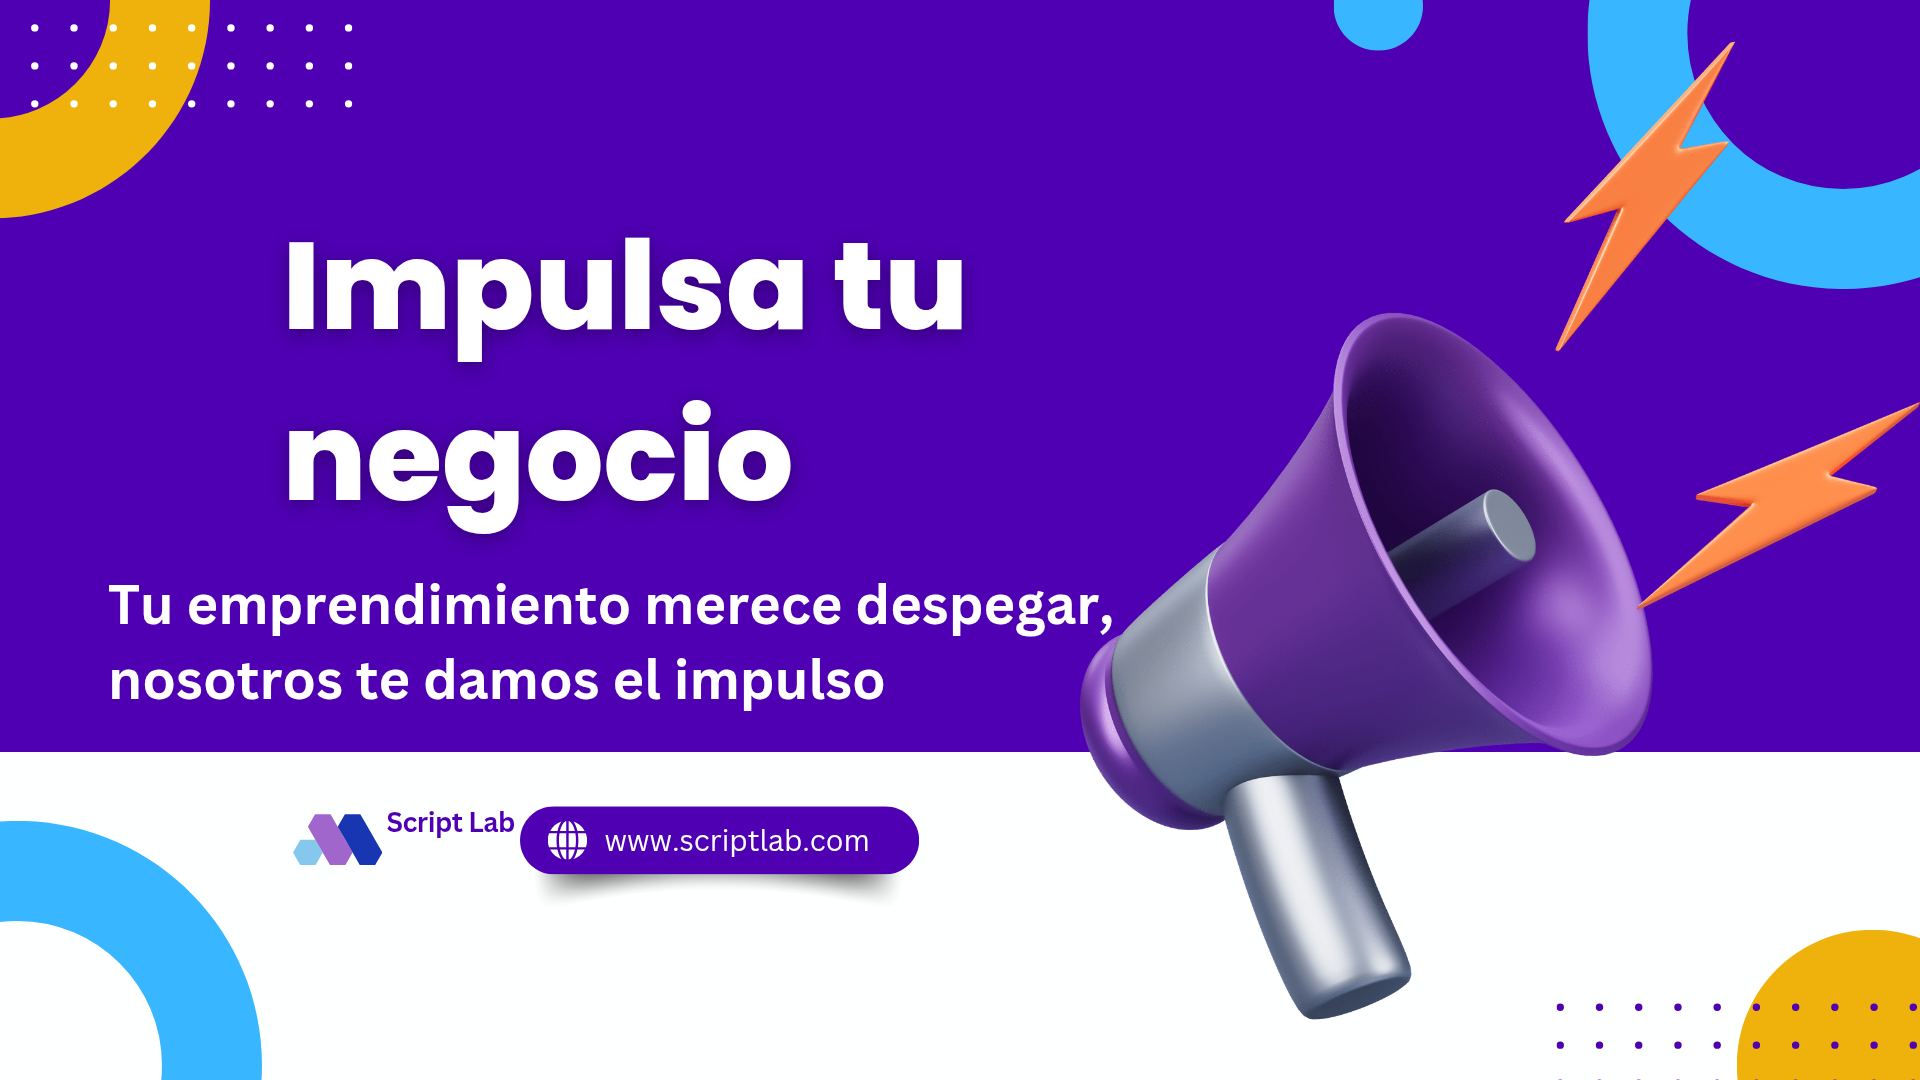 Impulsa tu
negocio
Tu emprendimiento merece despegar,
nosotros te damos el impulso
Script Lab
www.scriptlab.com